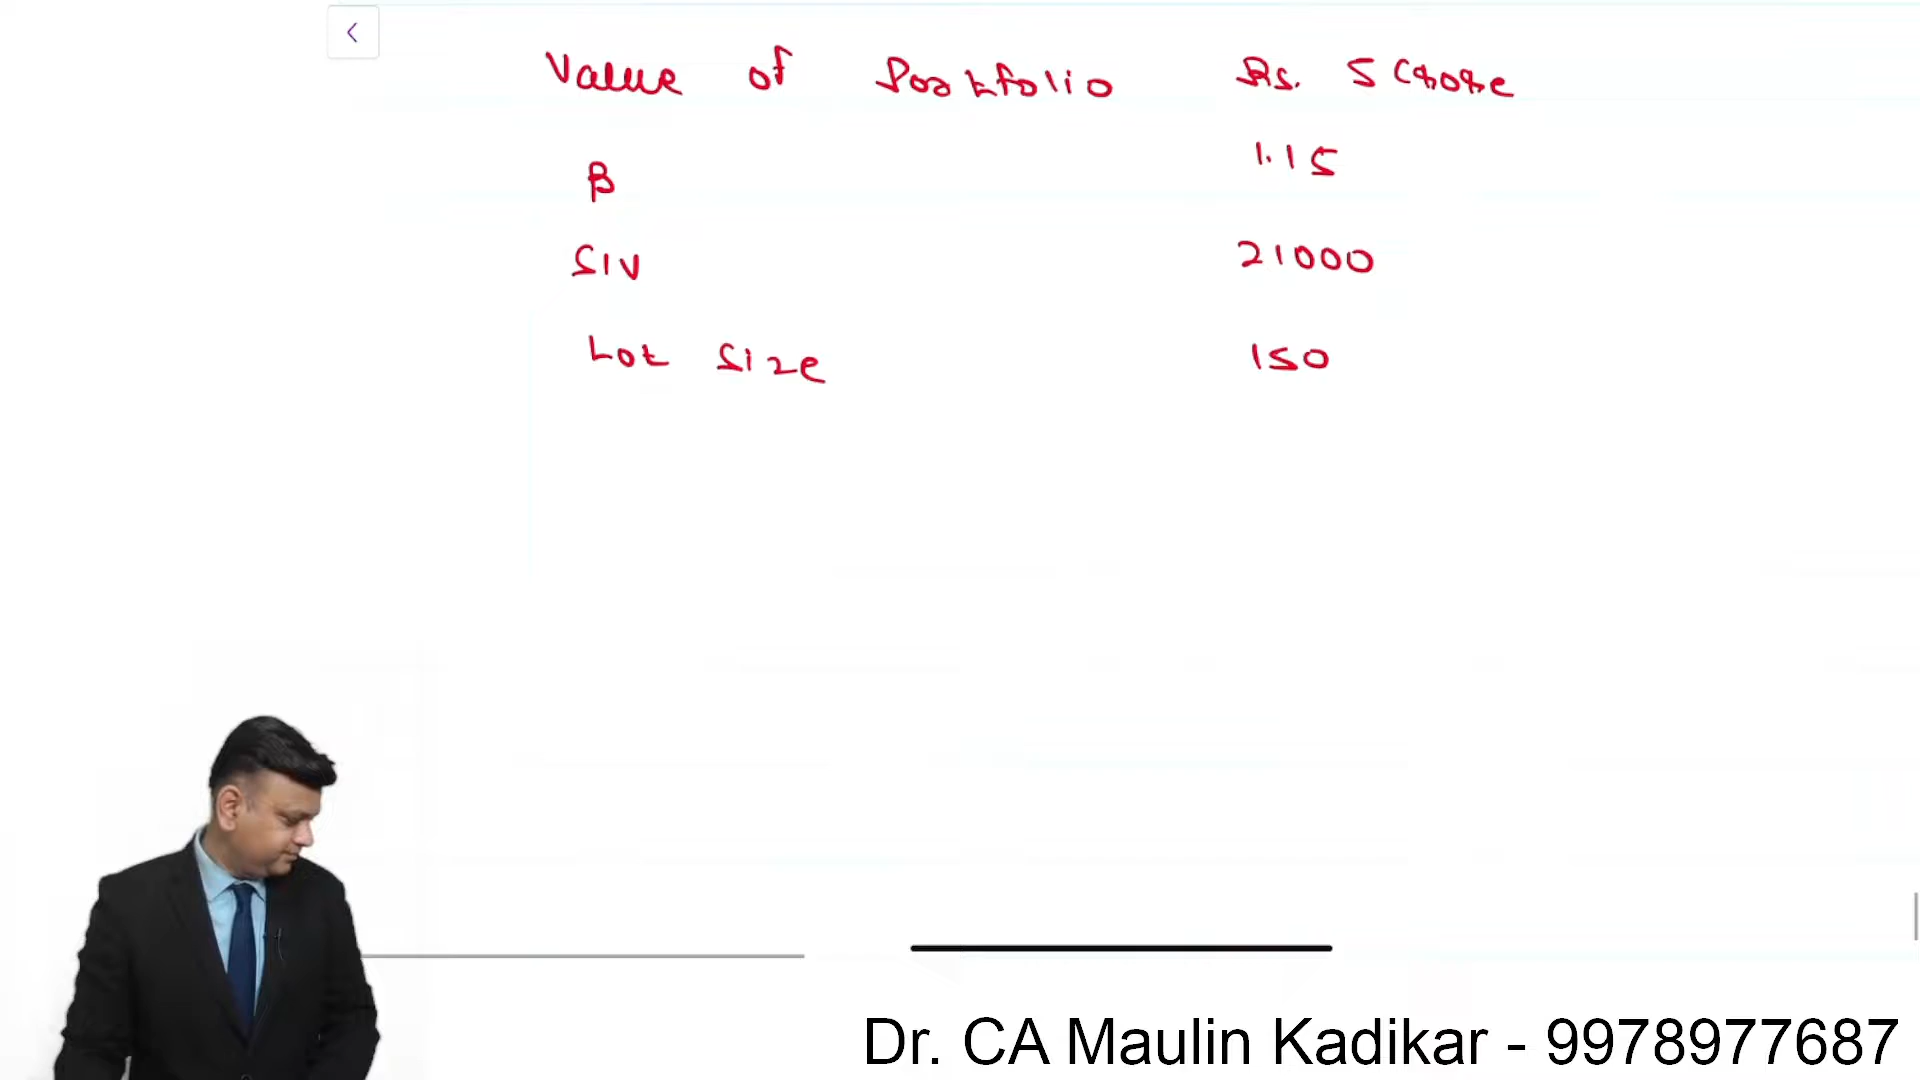 Value of Portfolio Rs. 5 Crore
β 1.15
SIV 21000
Lot Size 150
Dr. CA Maulin Kadikar - 9978977687